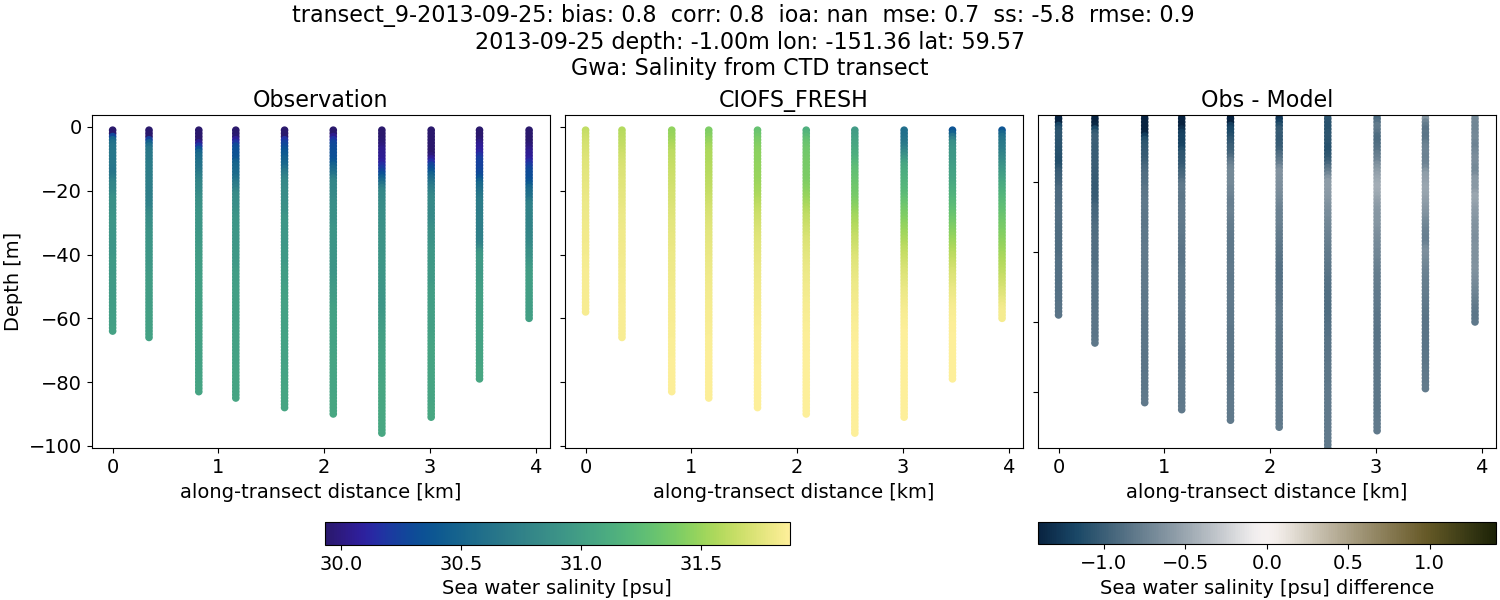 transect_9-2013-09-25: bias: 0.8  corr: 0.8  ioa: nan  mse: 0.7  ss: -5.8  rmse: 0.9
2013-09-25 depth: -1.00m lon: -151.36 lat: 59.57
Gwa: Salinity from CTD transect
Observation
CIOFS_FRESH
Obs - Model
Depth [m]
0
−20
−40
−60
−80
−100
0 1 2 3 4
0 1 2 3 4
0 1 2 3 4
along-transect distance [km]
along-transect distance [km]
along-transect distance [km]
30.0 30.5 31.0 31.5
Sea water salinity [psu]
−1.0 −0.5 0.0 0.5 1.0
Sea water salinity [psu] difference